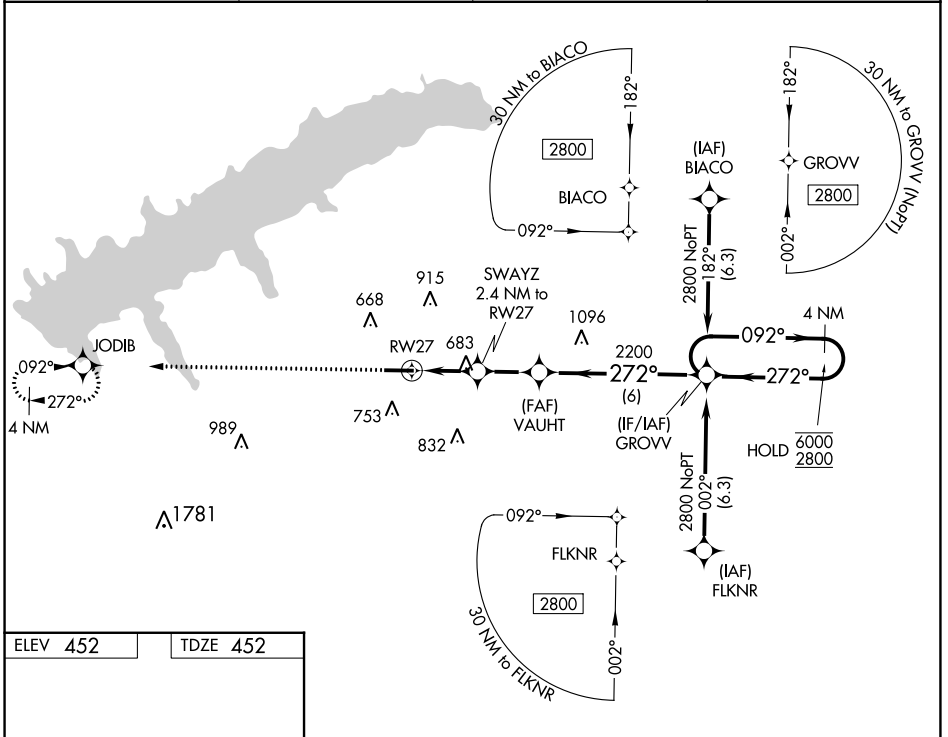 30 NM to BIACO
182°
2800
BIACO
092°
(IAF)
BIACO
2800 NoPT
182°
(6.3)
182°
30 NM to GROVV (NoPT)
GROVV
2800
002°
SWAYZ
2.4 NM to
RW27
915
668
683
1096
RW27
2200
272°
(6)
092°
4 NM
272°
JODIB
092°
272°
4 NM
(FAF)
VAUHT
(IF/IAF)
GROVV
HOLD
6000
2800
753
832
989
1781
2800 NoPT
002°
(6.3)
(IAF)
FLKNR
092°
FLKNR
2800
002°
30 NM to FLKNR
ELEV 452
TDZE 452